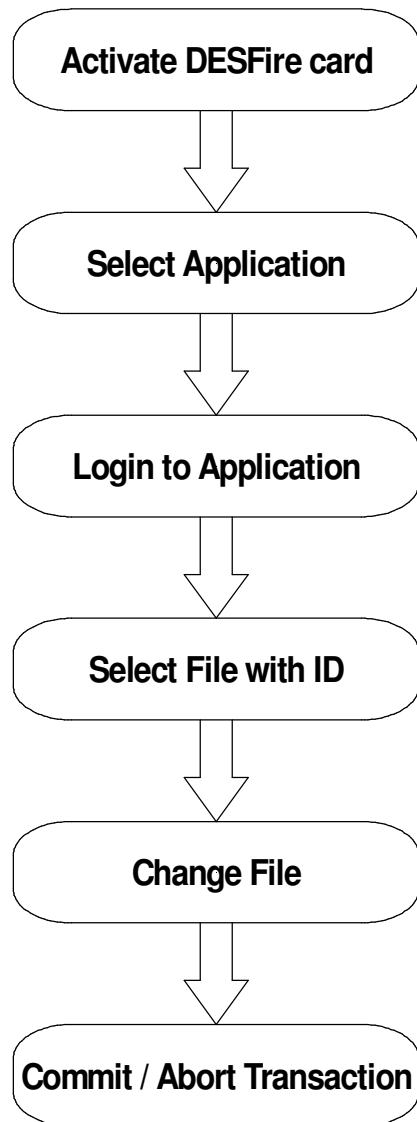 Activate DESFire card
Select Application
Login to Application
Select File with ID
Change File
Commit / Abort Transaction